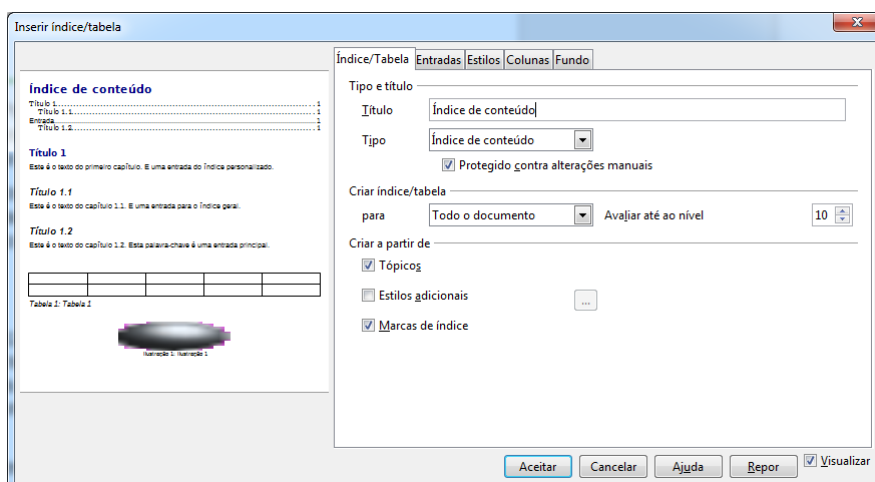 Inserir índice/tabela
Índice de conteúdo
Título 1 1
Título 1.1 1
Entrada 1
Título 1.2 1
Título 1
Este é o texto do primeiro capítulo. É uma entrada do índice personalizado.
Título 1.1
Este é o texto do capítulo 1.1. É uma entrada para o índice geral.
Título 1.2
Este é o texto do capítulo 1.2. Esta palavra-chave é uma entrada principal.
Tabela 1: Tabela 1
Ilustração 1: Ilustração 1
Índice/Tabela Entradas Estilos Colunas Fundo
Tipo e título
Título Índice de conteúdo
Tipo Índice de conteúdo
Protegido contra alterações manuais
Criar índice/tabela
para Todo o documento Avaliar até ao nível 10
Criar a partir de
Tópicos
Estilos adicionais ...
Marcas de índice
Aceitar Cancelar Ajuda Repor Visualizar